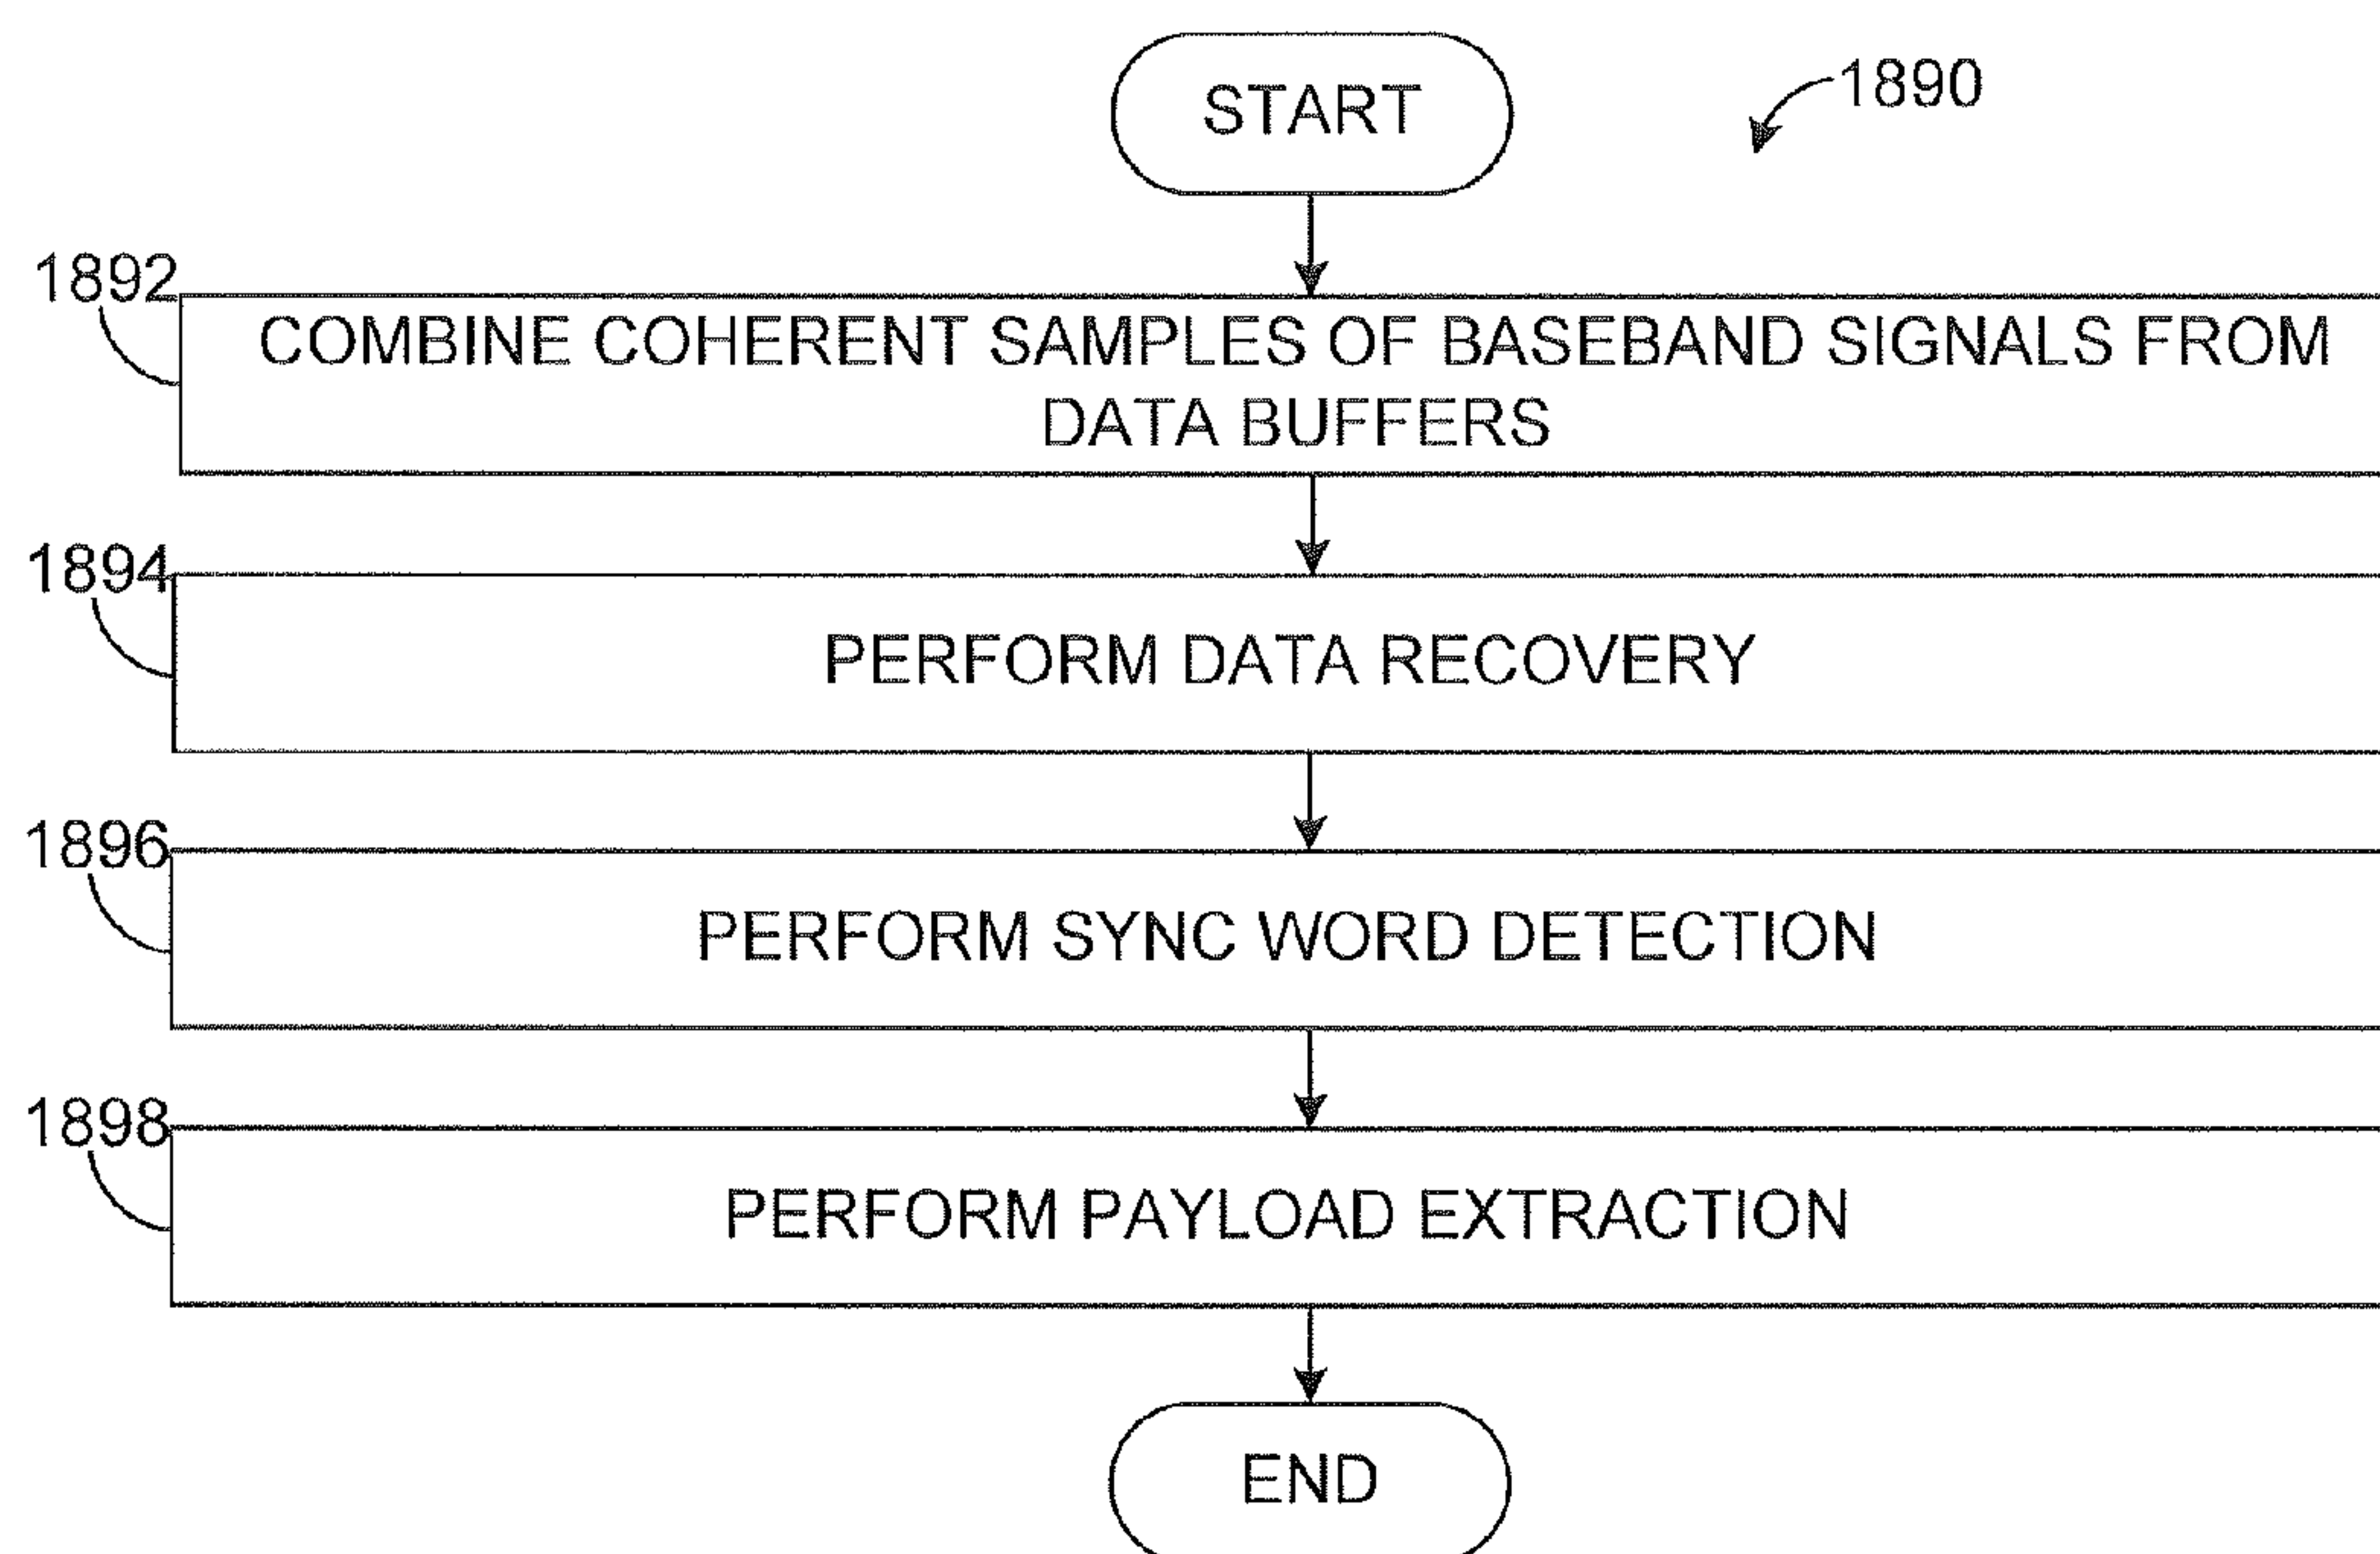 START
1890
1892
COMBINE COHERENT SAMPLES OF BASEBAND SIGNALS FROM
DATA BUFFERS
1894
PERFORM DATA RECOVERY
1896
PERFORM SYNC WORD DETECTION
1898
PERFORM PAYLOAD EXTRACTION
END